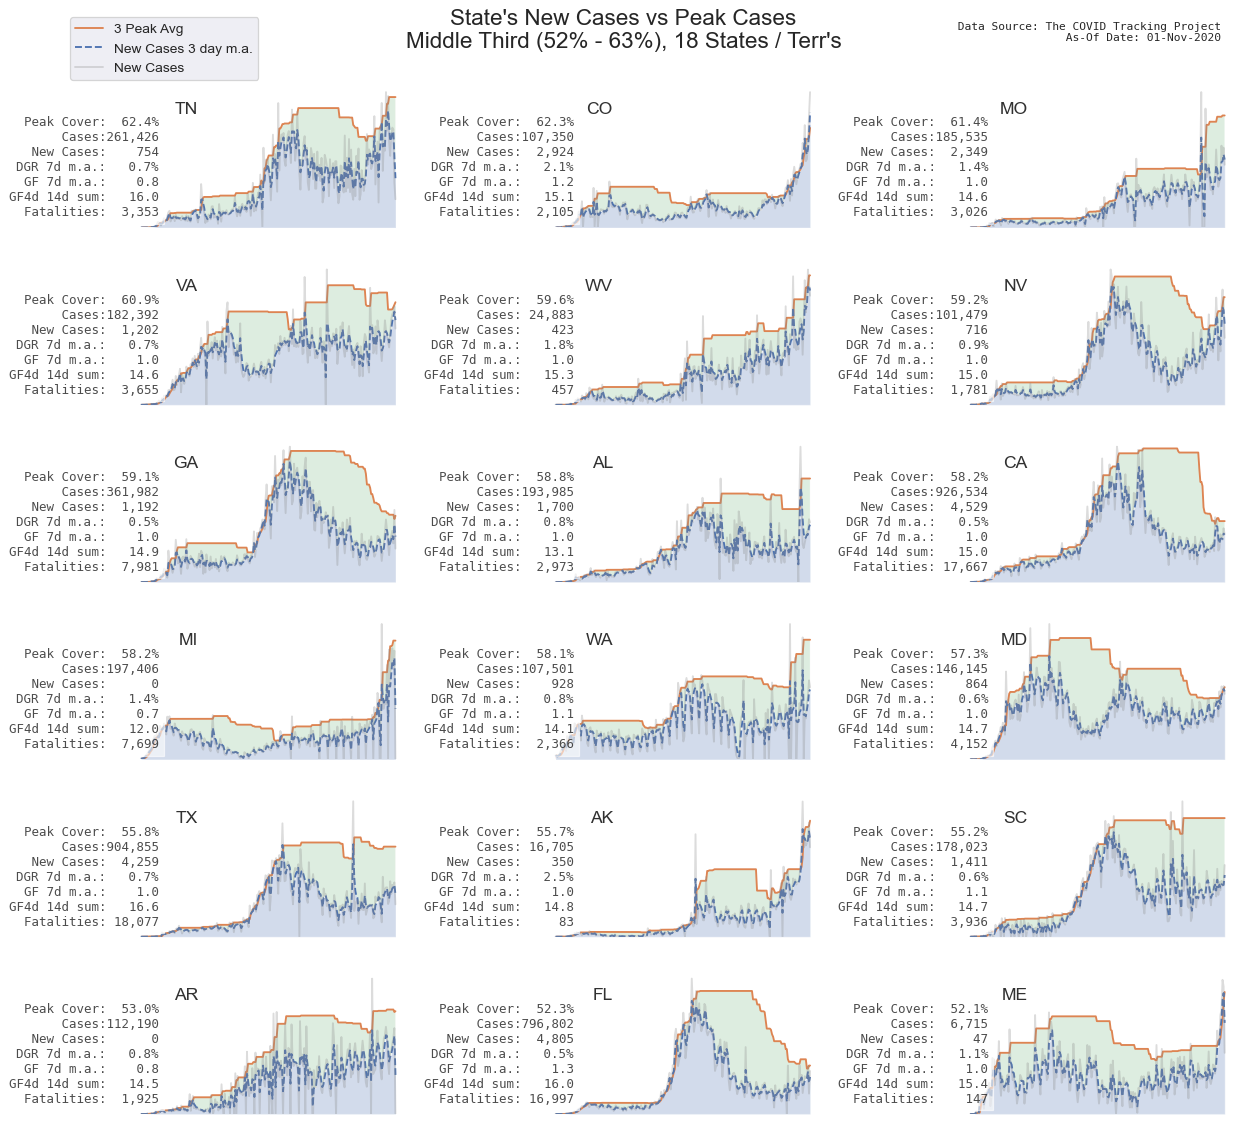 State's New Cases vs Peak Cases
Middle Third (52% - 63%), 18 States / Terr's
3 Peak Avg
New Cases 3 day m.a.
New Cases
Data Source: The COVID Tracking Project
As-Of Date: 01-Nov-2020
TN
Peak Cover: 62.4%
Cases:261,426
New Cases: 754
DGR 7d m.a.: 0.7%
GF 7d m.a.: 0.8
GF4d 14d sum: 16.0
Fatalities: 3,353
CO
Peak Cover: 62.3%
Cases:107,350
New Cases: 2,924
DGR 7d m.a.: 2.1%
GF 7d m.a.: 1.2
GF4d 14d sum: 15.1
Fatalities: 2,105
MO
Peak Cover: 61.4%
Cases:185,535
New Cases: 2,349
DGR 7d m.a.: 1.4%
GF 7d m.a.: 1.0
GF4d 14d sum: 14.6
Fatalities: 3,026
VA
Peak Cover: 60.9%
Cases:182,392
New Cases: 1,202
DGR 7d m.a.: 0.7%
GF 7d m.a.: 1.0
GF4d 14d sum: 14.6
Fatalities: 3,655
WV
Peak Cover: 59.6%
Cases: 24,883
New Cases: 423
DGR 7d m.a.: 1.8%
GF 7d m.a.: 1.0
GF4d 14d sum: 15.3
Fatalities: 457
NV
Peak Cover: 59.2%
Cases:101,479
New Cases: 716
DGR 7d m.a.: 0.9%
GF 7d m.a.: 1.0
GF4d 14d sum: 15.0
Fatalities: 1,781
GA
Peak Cover: 59.1%
Cases:361,982
New Cases: 1,192
DGR 7d m.a.: 0.5%
GF 7d m.a.: 1.0
GF4d 14d sum: 14.9
Fatalities: 7,981
AL
Peak Cover: 58.8%
Cases:193,985
New Cases: 1,700
DGR 7d m.a.: 0.8%
GF 7d m.a.: 1.0
GF4d 14d sum: 13.1
Fatalities: 2,973
CA
Peak Cover: 58.2%
Cases:926,534
New Cases: 4,529
DGR 7d m.a.: 0.5%
GF 7d m.a.: 1.0
GF4d 14d sum: 15.0
Fatalities: 17,667
MI
Peak Cover: 58.2%
Cases:197,406
New Cases: 0
DGR 7d m.a.: 1.4%
GF 7d m.a.: 0.7
GF4d 14d sum: 12.0
Fatalities: 7,699
WA
Peak Cover: 58.1%
Cases:107,501
New Cases: 928
DGR 7d m.a.: 0.8%
GF 7d m.a.: 1.1
GF4d 14d sum: 14.1
Fatalities: 2,366
MD
Peak Cover: 57.3%
Cases:146,145
New Cases: 864
DGR 7d m.a.: 0.6%
GF 7d m.a.: 1.0
GF4d 14d sum: 14.7
Fatalities: 4,152
TX
Peak Cover: 55.8%
Cases:904,855
New Cases: 4,259
DGR 7d m.a.: 0.7%
GF 7d m.a.: 1.0
GF4d 14d sum: 16.6
Fatalities: 18,077
AK
Peak Cover: 55.7%
Cases: 16,705
New Cases: 350
DGR 7d m.a.: 2.5%
GF 7d m.a.: 1.0
GF4d 14d sum: 14.8
Fatalities: 83
SC
Peak Cover: 55.2%
Cases:178,023
New Cases: 1,411
DGR 7d m.a.: 0.6%
GF 7d m.a.: 1.1
GF4d 14d sum: 14.7
Fatalities: 3,936
AR
Peak Cover: 53.0%
Cases:112,190
New Cases: 0
DGR 7d m.a.: 0.8%
GF 7d m.a.: 0.8
GF4d 14d sum: 14.5
Fatalities: 1,925
FL
Peak Cover: 52.3%
Cases:796,802
New Cases: 4,805
DGR 7d m.a.: 0.5%
GF 7d m.a.: 1.3
GF4d 14d sum: 16.0
Fatalities: 16,997
ME
Peak Cover: 52.1%
Cases: 6,715
New Cases: 47
DGR 7d m.a.: 1.1%
GF 7d m.a.: 1.0
GF4d 14d sum: 15.4
Fatalities: 147